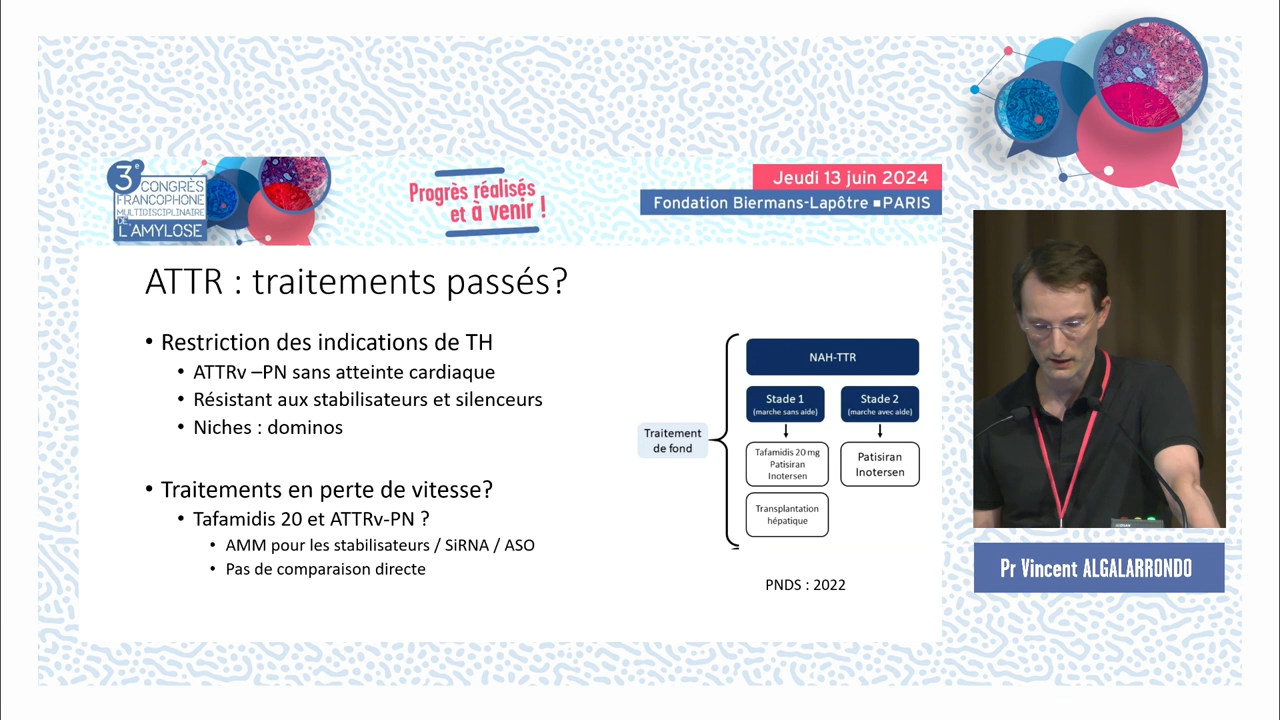 3e CONGRÈS
FRANCOPHONE
MULTIDISCIPLINAIRE
DE
L'AMYLOSE
Progrès réalisés
et à venir !
Jeudi 13 juin 2024
Fondation Biermans-Lapôtre ■ PARIS
ATTR : traitements passés?
• Restriction des indications de TH
• ATTRv –PN sans atteinte cardiaque
• Résistant aux stabilisateurs et silenceurs
• Niches : dominos
• Traitements en perte de vitesse?
• Tafamidis 20 et ATTRv-PN ?
• AMM pour les stabilisateurs / SiRNA / ASO
• Pas de comparaison directe
Traitement
de fond
NAH-TTR
Stade 1
(marche sans aide)
Stade 2
(marche avec aide)
Tafamidis 20 mg
Patisiran
Inotersen
Patisiran
Inotersen
Transplantation
hépatique
PNDS : 2022
Pr Vincent ALGALARRONDO